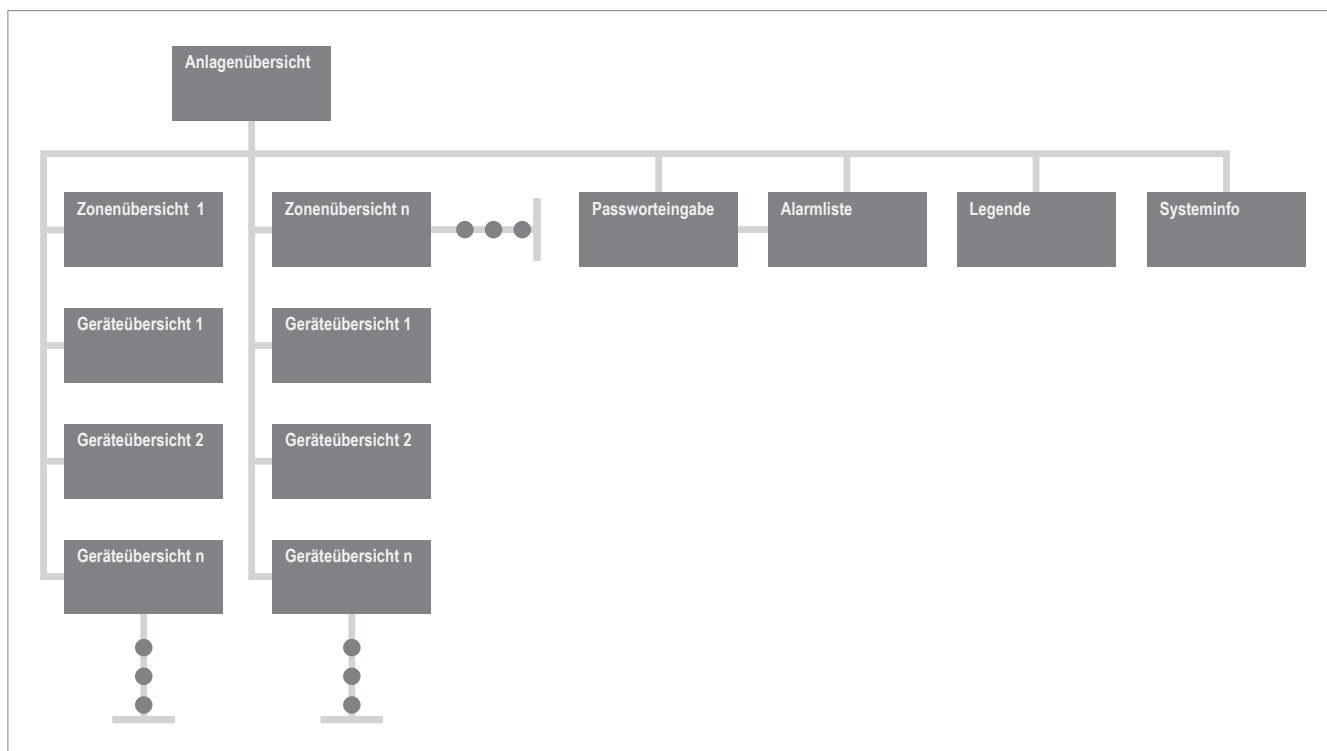 Anlagenübersicht
Zonenübersicht 1
Zonenübersicht n
Passworteingabe
Alarmliste
Legende
Systeminfo
Geräteübersicht 1
Geräteübersicht 1
Geräteübersicht 2
Geräteübersicht 2
Geräteübersicht n
Geräteübersicht n